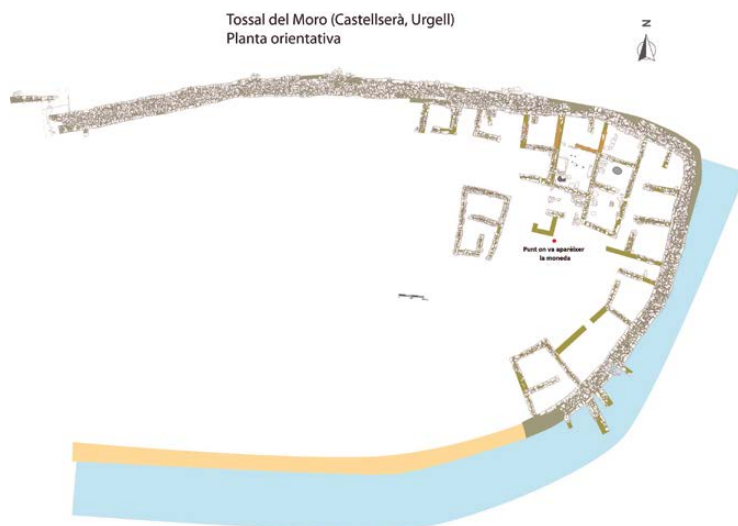 Tossal del Moro (Castellserà, Urgell)
Planta orientativa
N
Punt on va aparèixer
la moneda